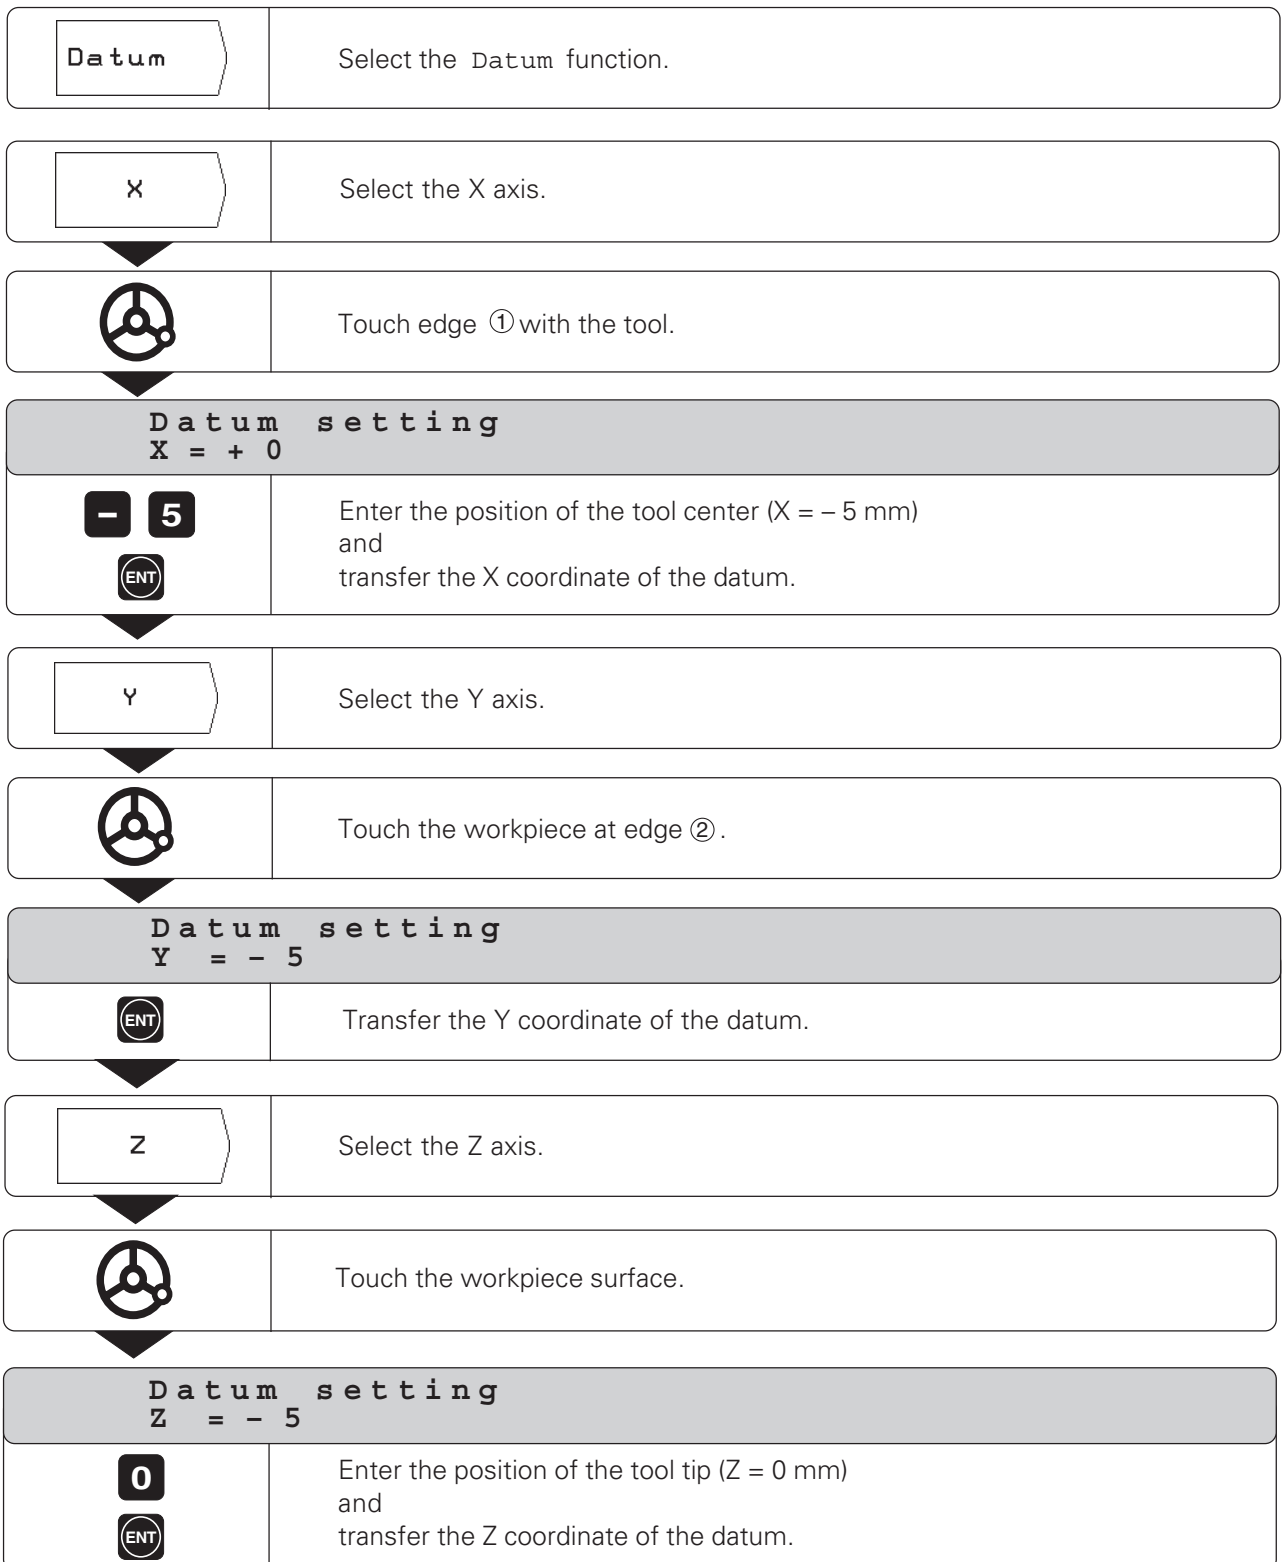 Datum
Select the Datum function.
X
Select the X axis.
Touch edge ① with the tool.
Datum setting
X = + 0
– 5
Enter the position of the tool center (X = – 5 mm)
and
ENT
transfer the X coordinate of the datum.
Y
Select the Y axis.
Touch the workpiece at edge ②.
Datum setting
Y = – 5
ENT
Transfer the Y coordinate of the datum.
Z
Select the Z axis.
Touch the workpiece surface.
Datum setting
Z = – 5
0
Enter the position of the tool tip (Z = 0 mm)
and
ENT
transfer the Z coordinate of the datum.